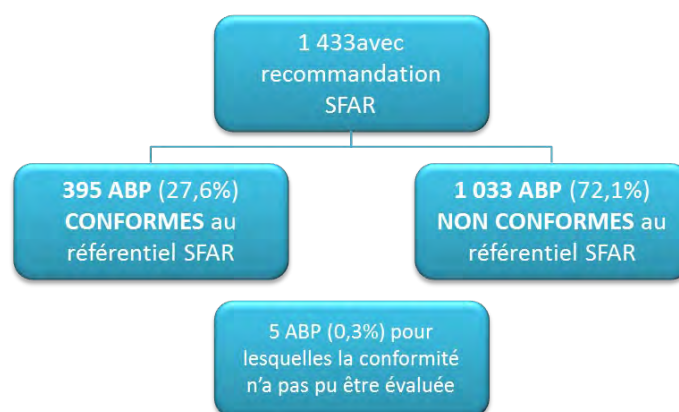 1 433avec
recommandation
SFAR
395 ABP (27,6%)
CONFORMES au
référentiel SFAR
1 033 ABP (72,1%)
NON CONFORMES au
référentiel SFAR
5 ABP (0,3%) pour
lesquelles la conformité
n'a pas pu être évaluée